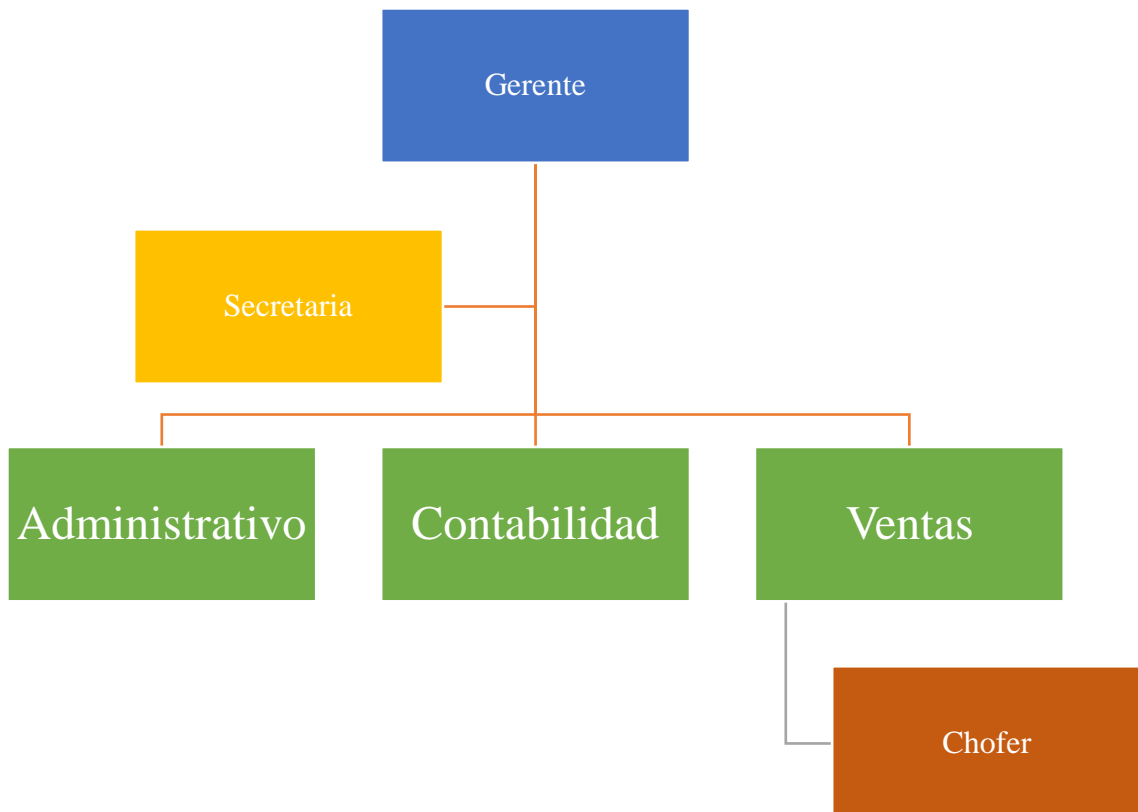 Gerente
Secretaria
Administrativo
Contabilidad
Ventas
Chofer